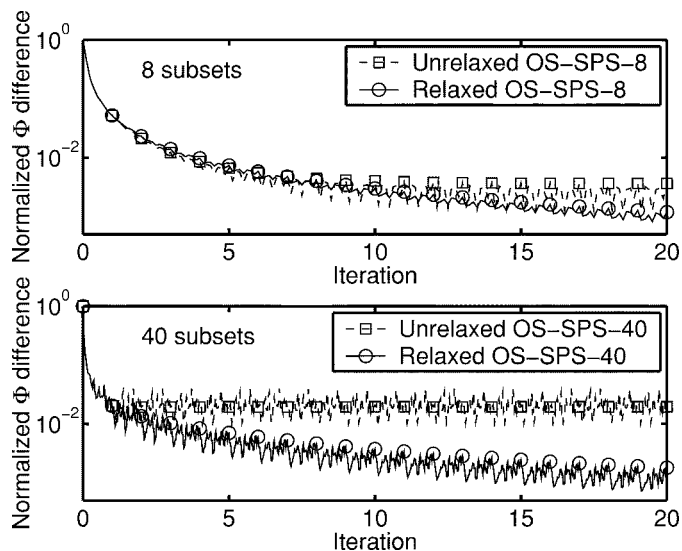 10^0
8 subsets
Unrelaxed OS-SPS-8
Relaxed OS-SPS-8
10^-2
Normalized Φ difference
0 5 10 15 20
Iteration
10^0
40 subsets
Unrelaxed OS-SPS-40
Relaxed OS-SPS-40
10^-2
Normalized Φ difference
0 5 10 15 20
Iteration